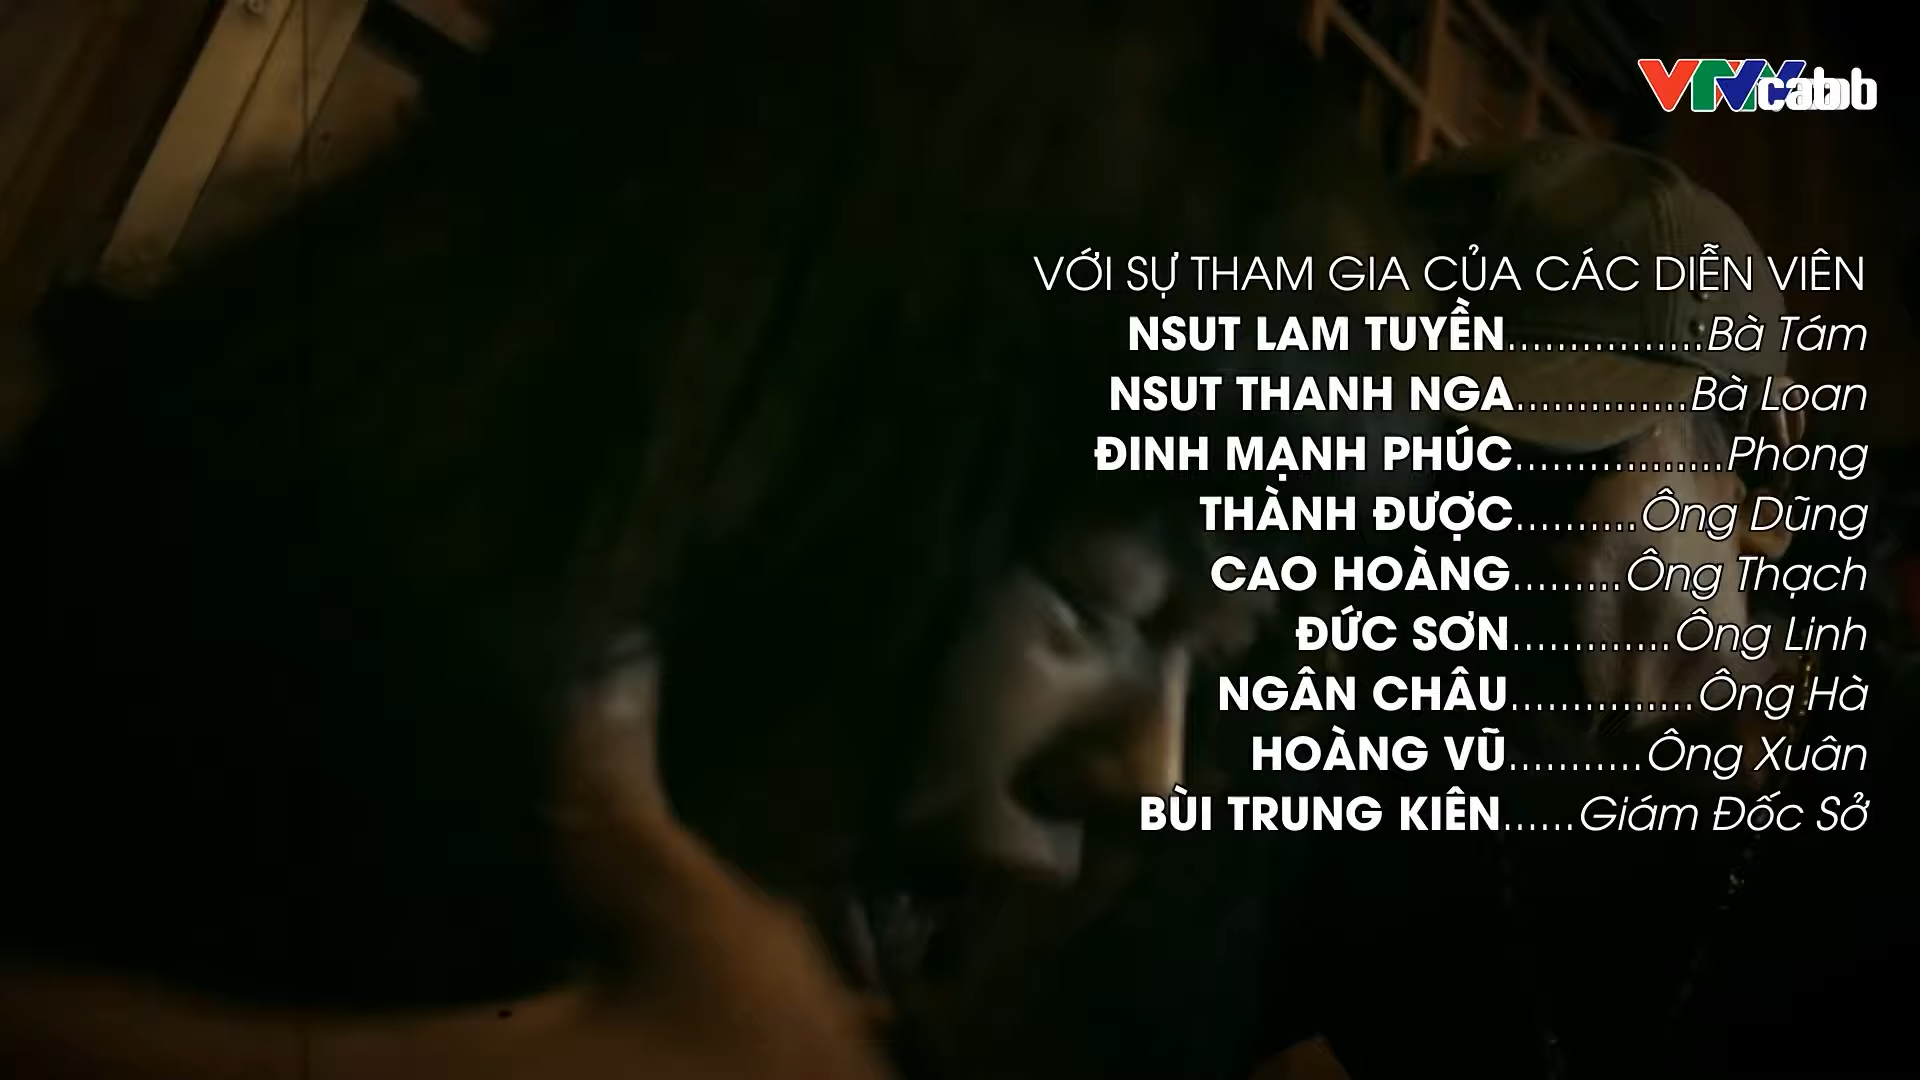 VTVcab
VỚI SỰ THAM GIA CỦA CÁC DIỄN VIÊN
NSUT LAM TUYỀN................Bà Tám
NSUT THANH NGA..............Bà Loan
ĐINH MẠNH PHÚC.................Phong
THÀNH ĐƯỢC..........Ông Dũng
CAO HOÀNG.........Ông Thạch
ĐỨC SƠN.............Ông Linh
NGÂN CHÂU...............Ông Hà
HOÀNG VŨ...........Ông Xuân
BÙI TRUNG KIÊN......Giám Đốc Sở